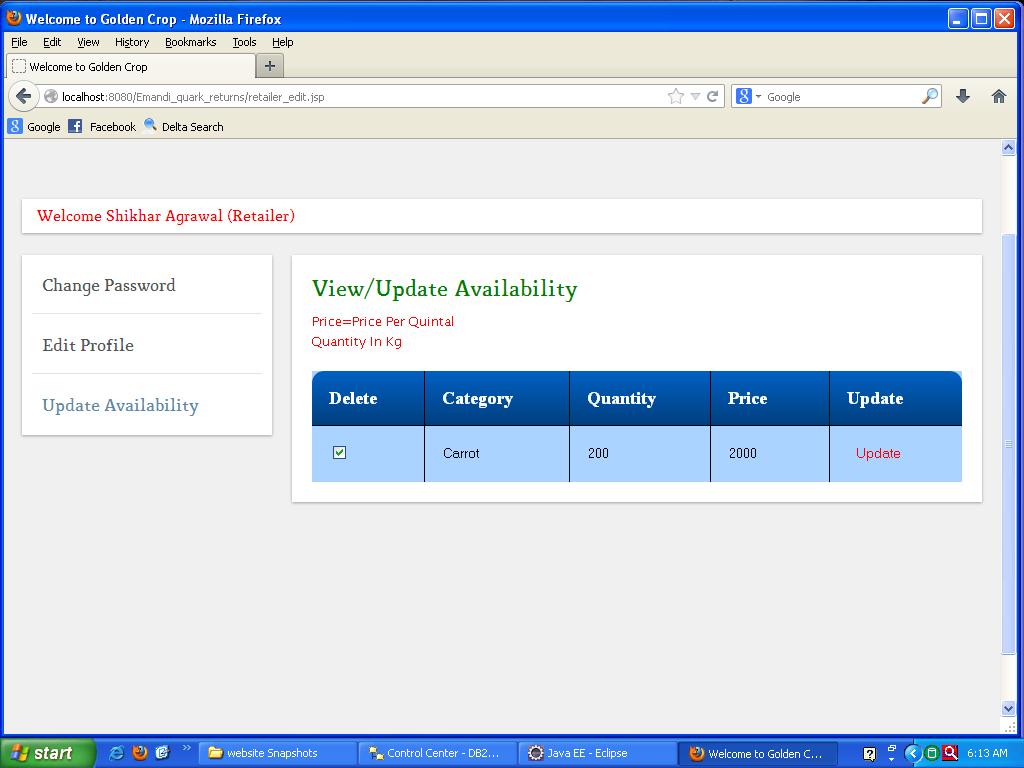 Welcome to Golden Crop - Mozilla Firefox
File Edit View History Bookmarks Tools Help
Welcome to Golden Crop
localhost:8080/Emandi_quark_returns/retailer_edit.jsp
Google
Google Facebook Delta Search
Welcome Shikhar Agrawal (Retailer)
Change Password
Edit Profile
Update Availability
View/Update Availability
Price=Price Per Quintal
Quantity In Kg
Delete Category Quantity Price Update
Carrot 200 2000 Update
start
website Snapshots
Control Center - DB2...
Java EE - Eclipse
Welcome to Golden C...
6:13 AM